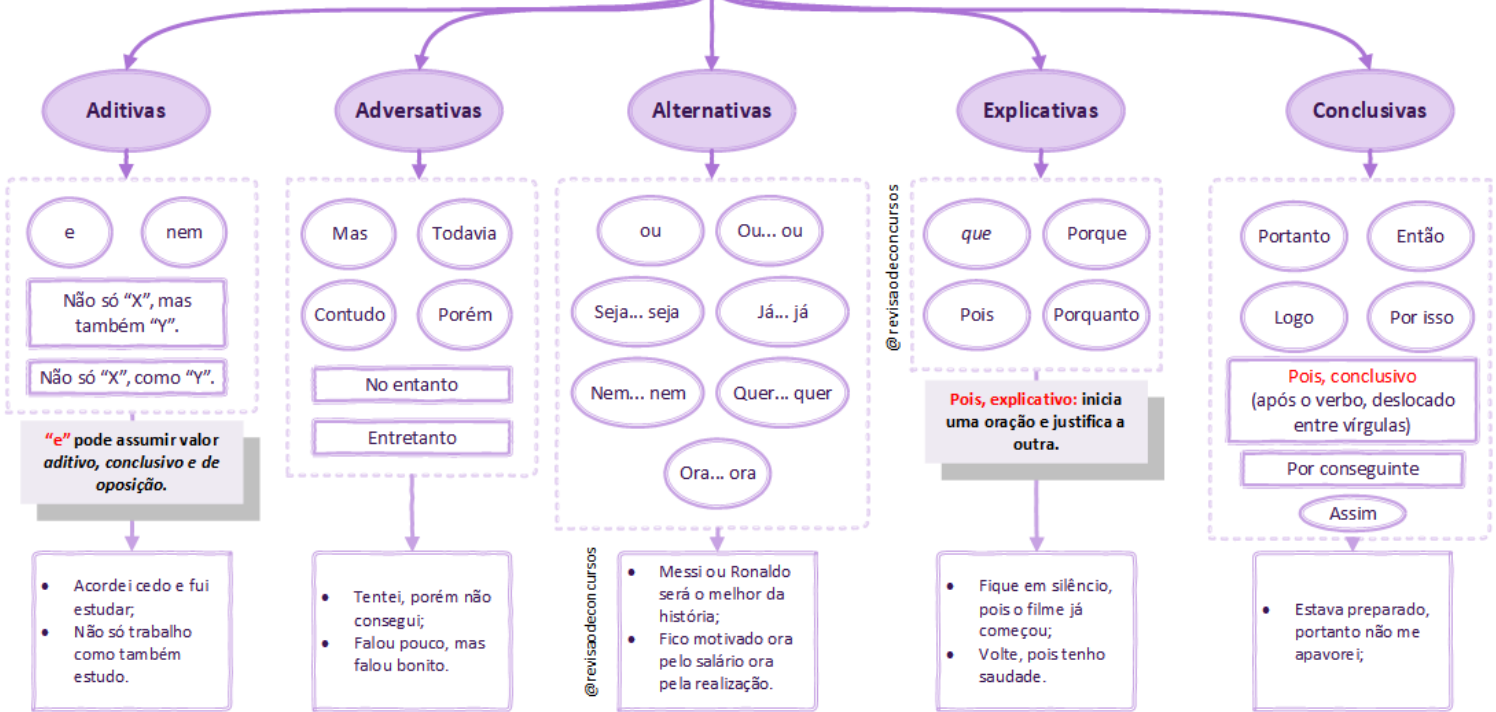 Aditivas
Adversativas
Alternativas
Explicativas
Conclusivas
e
nem
Não só “X”, mas
também “Y”.
Não só “X”, como “Y”.
“e” pode assumir valor
aditivo, conclusivo e de
oposição.
Acordei cedo e fui
estudar;
Não só trabalho
como também
estudo.
Mas
Todavia
Contudo
Porém
No entanto
Entretanto
Tentei, porém não
consegui;
Falou pouco, mas
falou bonito.
ou
Ou... ou
Seja... seja
Já... já
Nem... nem
Quer... quer
Ora... ora
@revisaodeconcursos
Messi ou Ronaldo
será o melhor da
história;
Fico motivado ora
pelo salário ora
pela realização.
@revisaodeconcursos
que
Porque
Pois
Porquanto
Pois, explicativo: inicia
uma oração e justifica a
outra.
Fique em silêncio,
pois o filme já
começou;
Volte, pois tenho
saudade.
Portanto
Então
Logo
Por isso
Pois, conclusivo
(após o verbo, deslocado
entre vírgulas)
Por conseguinte
Assim
Estava preparado,
portanto não me
apavorei;